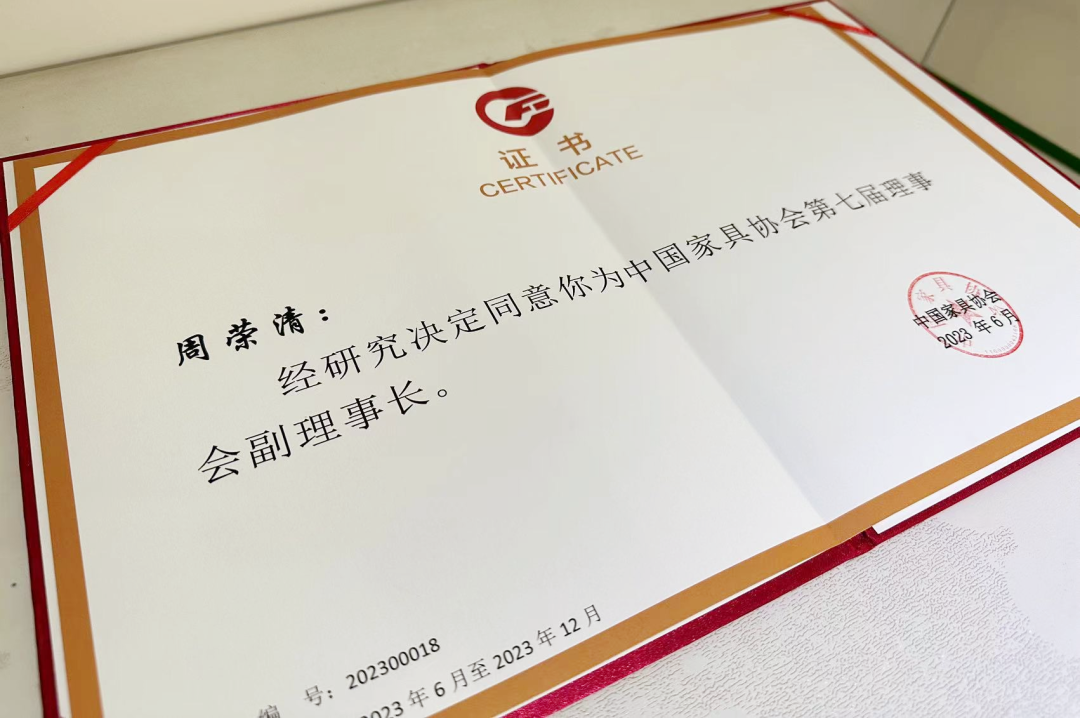 证书
CERTIFICATE
周荣清：
经研究决定同意你为中国家具协会第七届理事
会副理事长。
中国家具协会
2023年6月
编 号：202300018
2023年6月至2023年12月